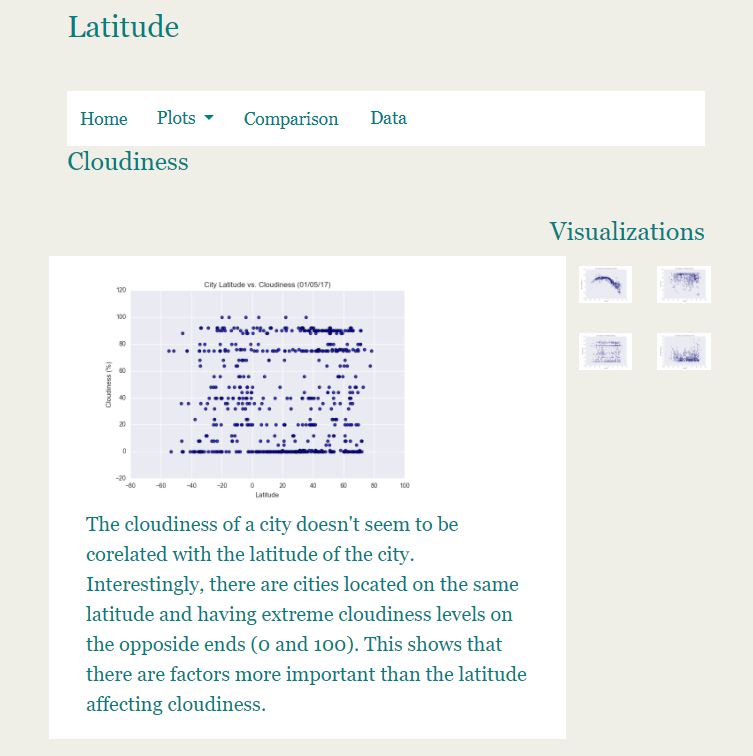 Latitude
Home Plots Comparison Data
Cloudiness
Visualizations
City Latitude vs. Cloudiness (01/05/17)
120
100
80
60
40
20
0
−20
Cloudiness (%)
−80 −60 −40 −20 0 20 40 60 80 100
Latitude
The cloudiness of a city doesn't seem to be
corelated with the latitude of the city.
Interestingly, there are cities located on the same
latitude and having extreme cloudiness levels on
the opposide ends (0 and 100). This shows that
there are factors more important than the latitude
affecting cloudiness.